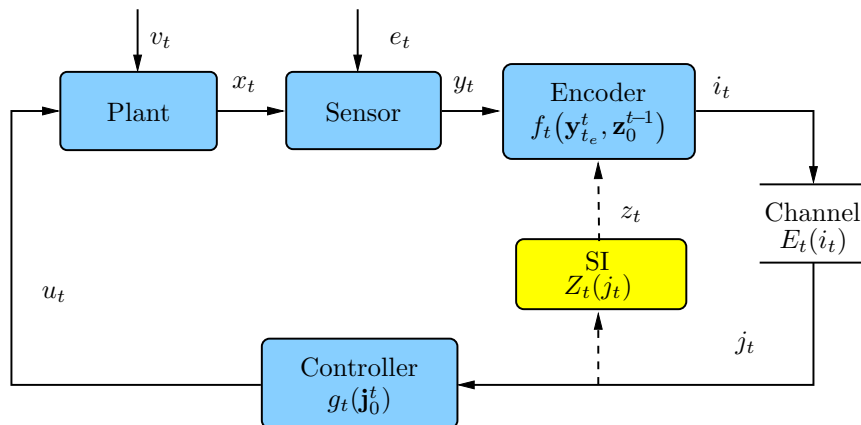 v_t
e_t
x_t
y_t
i_t
Plant
Sensor
Encoder
f_t(𝐲^t_{t_e}, 𝐳^{t-1}_0)
z_t
Channel
E_t(i_t)
SI
Z_t(j_t)
u_t
j_t
Controller
g_t(𝐣^t_0)